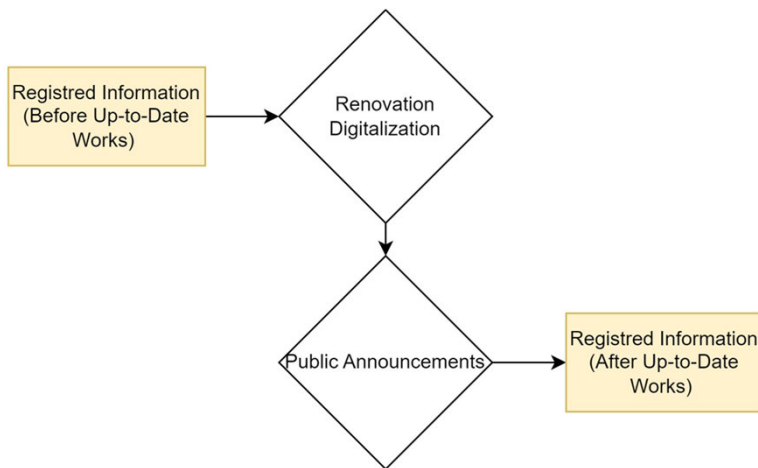 Registred Information
(Before Up-to-Date
Works)
Renovation
Digitalization
Public Announcements
Registred Information
(After Up-to-Date
Works)